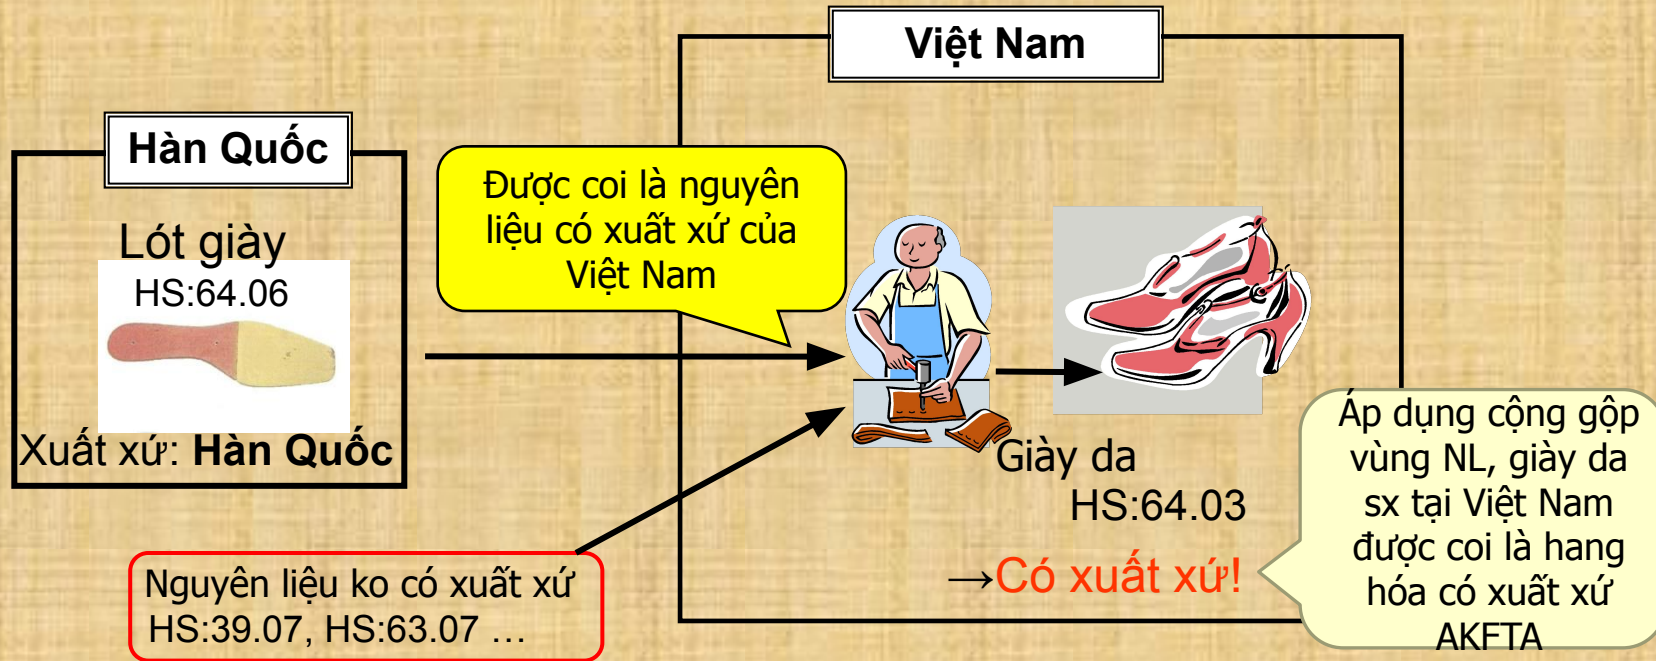 Việt Nam
Hàn Quốc
Lót giày
HS:64.06
Xuất xứ: Hàn Quốc
Được coi là nguyên
liệu có xuất xứ của
Việt Nam
Giày da
HS:64.03
→Có xuất xứ!
Nguyên liệu ko có xuất xứ
HS:39.07, HS:63.07 …
Áp dụng cộng gộp
vùng NL, giày da
sx tại Việt Nam
được coi là hang
hóa có xuất xứ
AKFTA